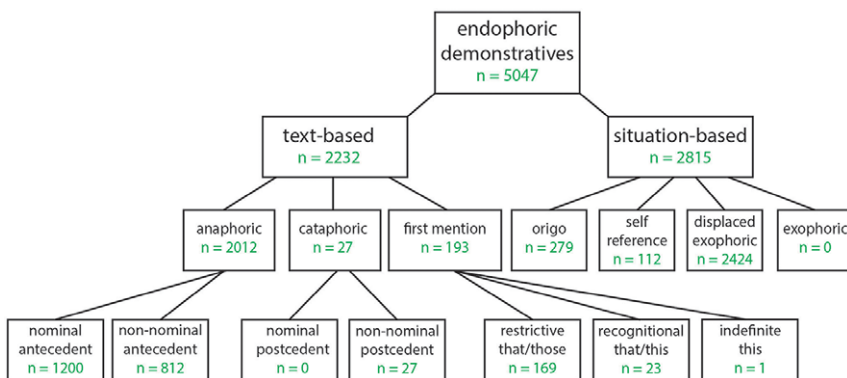 endophoric
demonstratives
n = 5047
text-based
n = 2232
situation-based
n = 2815
anaphoric
n = 2012
cataphoric
n = 27
first mention
n = 193
origo
n = 279
self
reference
n = 112
displaced
exophoric
n = 2424
exophoric
n = 0
nominal
antecedent
n = 1200
non-nominal
antecedent
n = 812
nominal
postcedent
n = 0
non-nominal
postcedent
n = 27
restrictive
that/those
n = 169
recognitional
that/this
n = 23
indefinite
this
n = 1